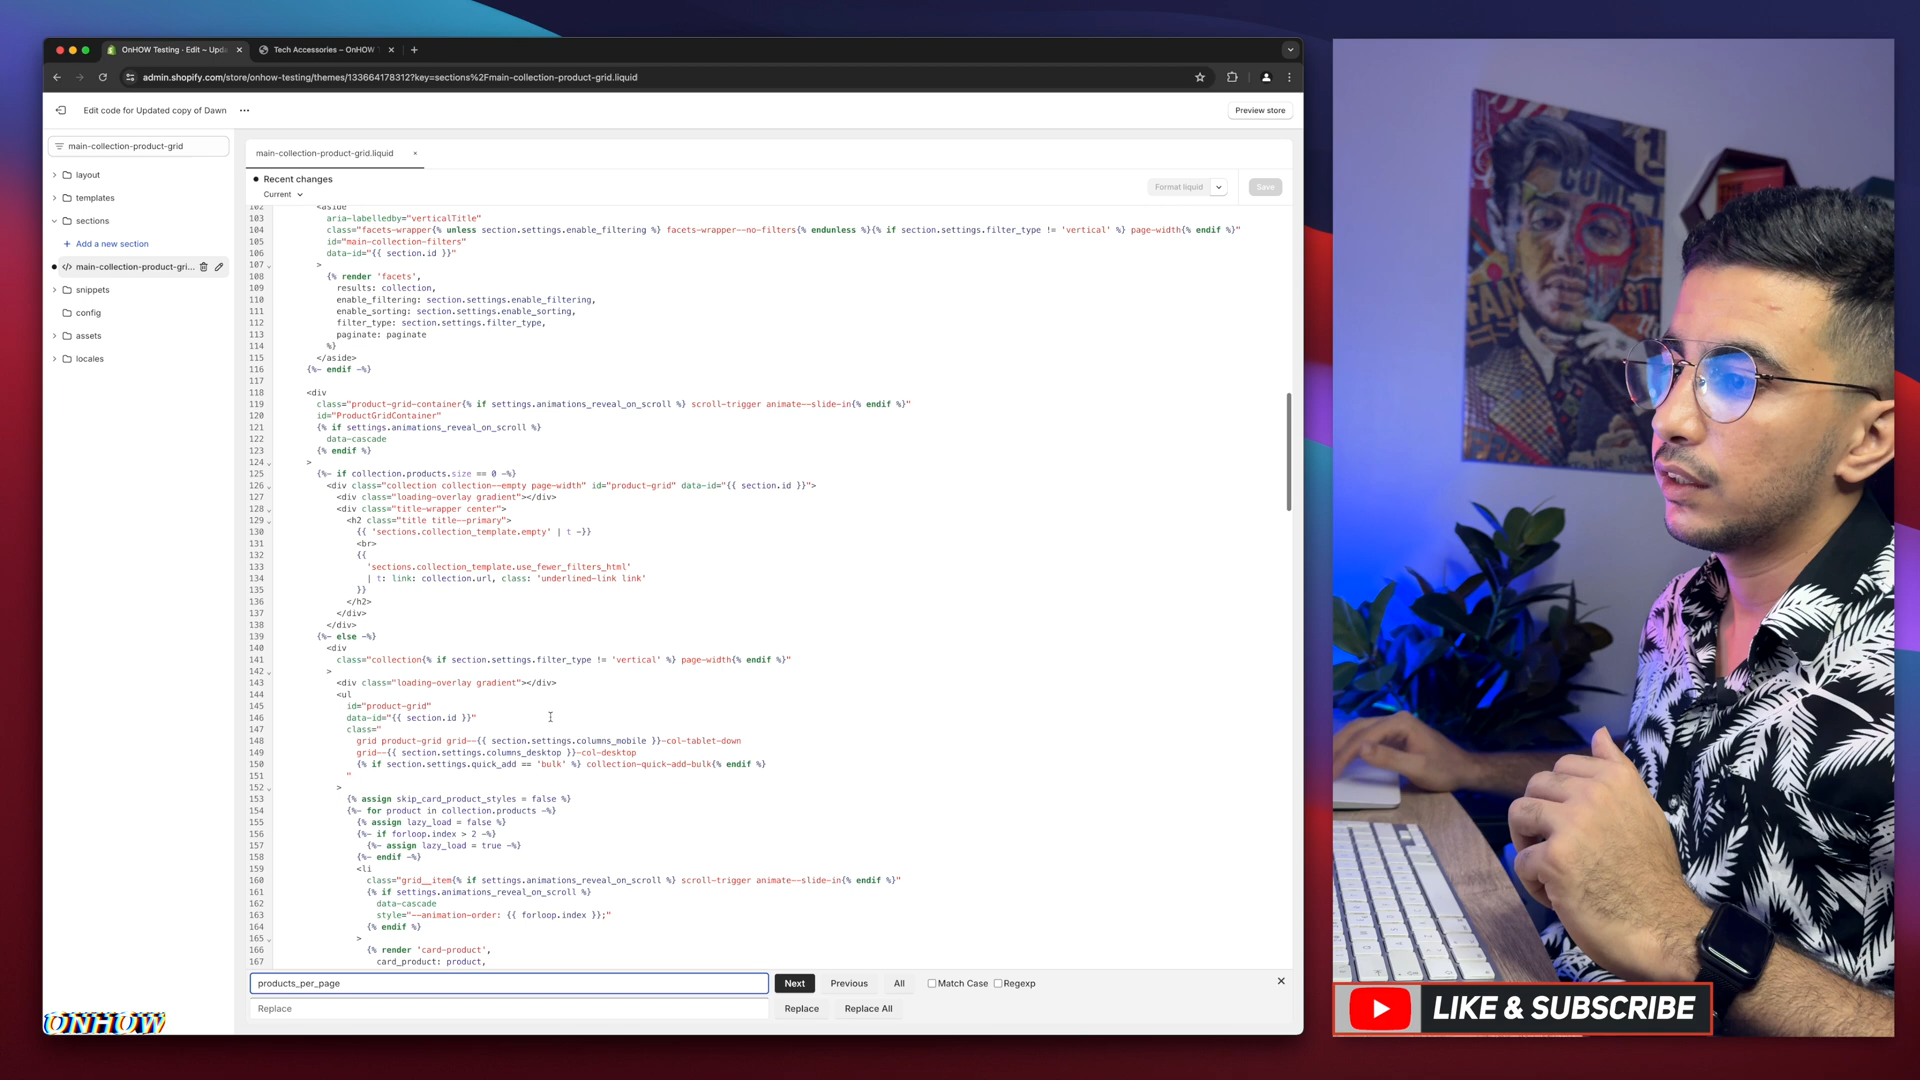 OnHOW Testing · Edit ~ Upda
Tech Accessories – OnHOW T
admin.shopify.com/store/onhow-testing/themes/133664178312?key=sections%2Fmain-collection-product-grid.liquid
Edit code for Updated copy of Dawn
Preview store
main-collection-product-grid
layout
templates
sections
Add a new section
main-collection-product-gri...
snippets
config
assets
locales
main-collection-product-grid.liquid
Recent changes
Current
Format liquid
Save
102 <aside
103 aria-labelledby="verticalTitle"
104 class="facets-wrapper{% unless section.settings.enable_filtering %} facets-wrapper--no-filters{% endunless %}{% if section.settings.filter_type != 'vertical' %} page-width{% endif %}"
105 id="main-collection-filters"
106 data-id="{{ section.id }}"
107 >
108 {% render 'facets',
109 results: collection,
110 enable_filtering: section.settings.enable_filtering,
111 enable_sorting: section.settings.enable_sorting,
112 filter_type: section.settings.filter_type,
113 paginate: paginate
114 %}
115 </aside>
116 {%- endif -%}
117
118 <div
119 class="product-grid-container{% if settings.animations_reveal_on_scroll %} scroll-trigger animate--slide-in{% endif %}"
120 id="ProductGridContainer"
121 {% if settings.animations_reveal_on_scroll %}
122 data-cascade
123 {% endif %}
124 >
125 {%- if collection.products.size == 0 -%}
126 <div class="collection collection--empty page-width" id="product-grid" data-id="{{ section.id }}">
127 <div class="loading-overlay gradient"></div>
128 <div class="title-wrapper center">
129 <h2 class="title title--primary">
130 {{ 'sections.collection_template.empty' | t -}}
131 <br>
132 {{
133 'sections.collection_template.use_fewer_filters_html'
134 | t: link: collection.url, class: 'underlined-link link'
135 }}
136 </h2>
137 </div>
138 </div>
139 {%- else -%}
140 <div
141 class="collection{% if section.settings.filter_type != 'vertical' %} page-width{% endif %}"
142 >
143 <div class="loading-overlay gradient"></div>
144 <ul
145 id="product-grid"
146 data-id="{{ section.id }}"
147 class="
148 grid product-grid grid--{{ section.settings.columns_mobile }}-col-tablet-down
149 grid--{{ section.settings.columns_desktop }}-col-desktop
150 {% if section.settings.quick_add == 'bulk' %} collection-quick-add-bulk{% endif %}
151 "
152 >
153 {% assign skip_card_product_styles = false %}
154 {%- for product in collection.products -%}
155 {% assign lazy_load = false %}
156 {%- if forloop.index > 2 -%}
157 {%- assign lazy_load = true -%}
158 {%- endif -%}
159 <li
160 class="grid__item{% if settings.animations_reveal_on_scroll %} scroll-trigger animate--slide-in{% endif %}"
161 {% if settings.animations_reveal_on_scroll %}
162 data-cascade
163 style="--animation-order: {{ forloop.index }};"
164 {% endif %}
165 >
166 {% render 'card-product',
167 card_product: product,
products_per_page
Next
Previous
All
Match Case
Regexp
Replace
Replace
Replace All
ONHOW
LIKE & SUBSCRIBE